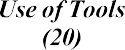 Use of Tools
(20)